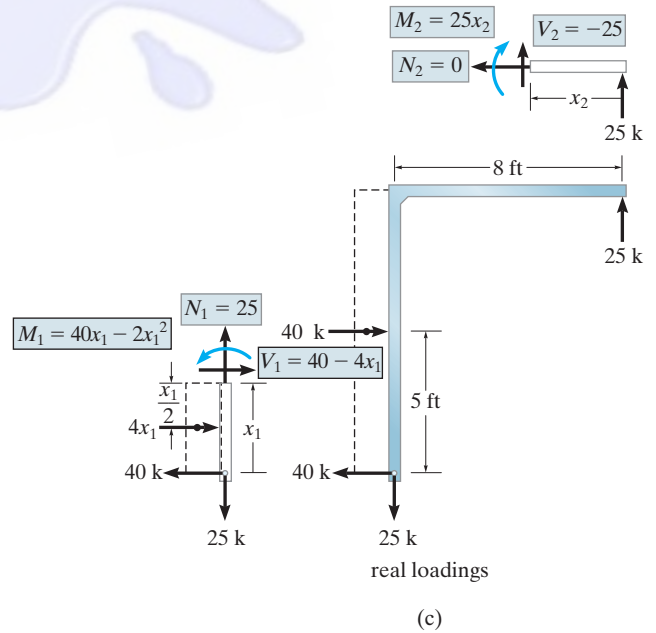 M₂ = 25x₂
V₂ = −25
N₂ = 0
x₂
25 k
8 ft
25 k
N₁ = 25
M₁ = 40x₁ − 2x₁²
40 k
V₁ = 40 − 4x₁
x₁
2
5 ft
4x₁
x₁
40 k
40 k
25 k
25 k
real loadings
(c)